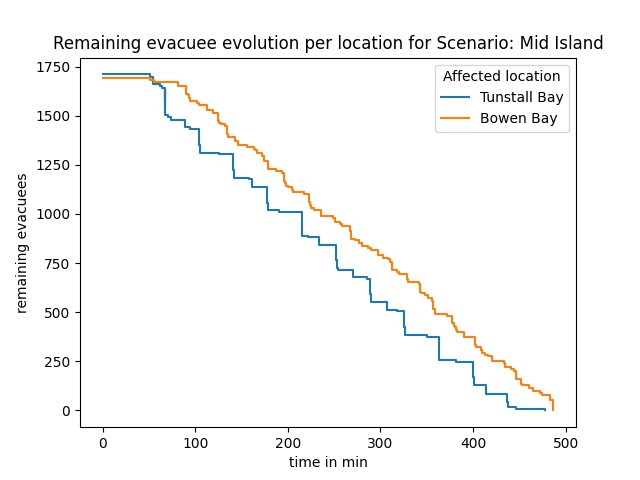 Remaining evacuee evolution per location for Scenario: Mid Island
Affected location
Tunstall Bay
Bowen Bay
remaining evacuees
1750
1500
1250
1000
750
500
250
0
0 100 200 300 400 500
time in min